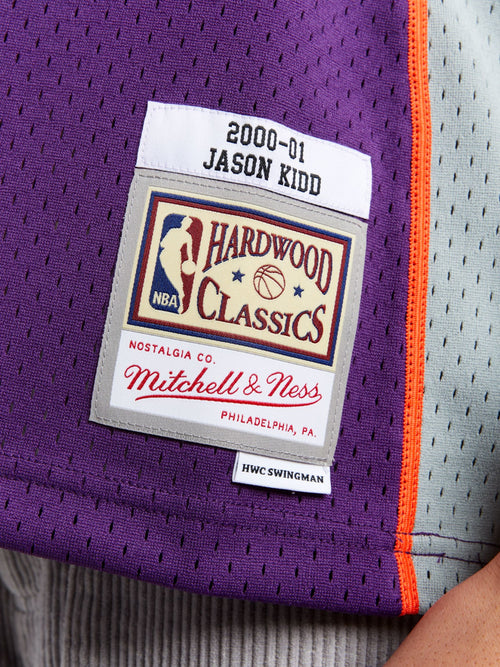 2000-01
JASON KIDD
HARDWOOD
CLASSICS
NBA
NOSTALGIA CO.
Mitchell & Ness
PHILADELPHIA, PA.
HWC SWINGMAN